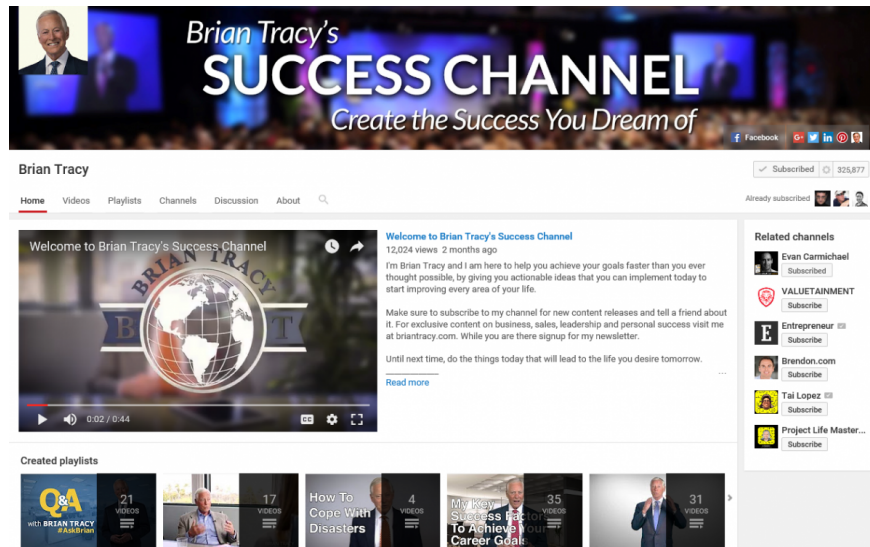 Brian Tracy's
SUCCESS CHANNEL
Create the Success You Dream of
Facebook
G+
in
Brian Tracy
Subscribed
325,877
Home Videos Playlists Channels Discussion About
Already subscribed
Welcome to Brian Tracy's Success Channel
BRIAN TRACY
B T
0:02 / 0:44
CC
Welcome to Brian Tracy's Success Channel
12,024 views 2 months ago
I'm Brian Tracy and I am here to help you achieve your goals faster than you ever
thought possible, by giving you actionable ideas that you can implement today to
start improving every area of your life.
Make sure to subscribe to my channel for new content releases and tell a friend about
it. For exclusive content on business, sales, leadership and personal success visit me
at briantracy.com. While you are there signup for my newsletter.
Until next time, do the things today that will lead to the life you desire tomorrow.
...
Read more
Related channels
Evan Carmichael
Subscribed
VALUETAINMENT
Subscribe
E
Entrepreneur
Subscribe
Brendon.com
Subscribe
Tai Lopez
Subscribe
Project Life Master...
Subscribe
Created playlists
Q&A
with BRIAN TRACY
#AskBrian
21
VIDEOS
17
VIDEOS
How To
Cope With
Disasters
4
VIDEOS
My Key
Success Factors
To Achieve Your
Career Goals
35
VIDEOS
31
VIDEOS